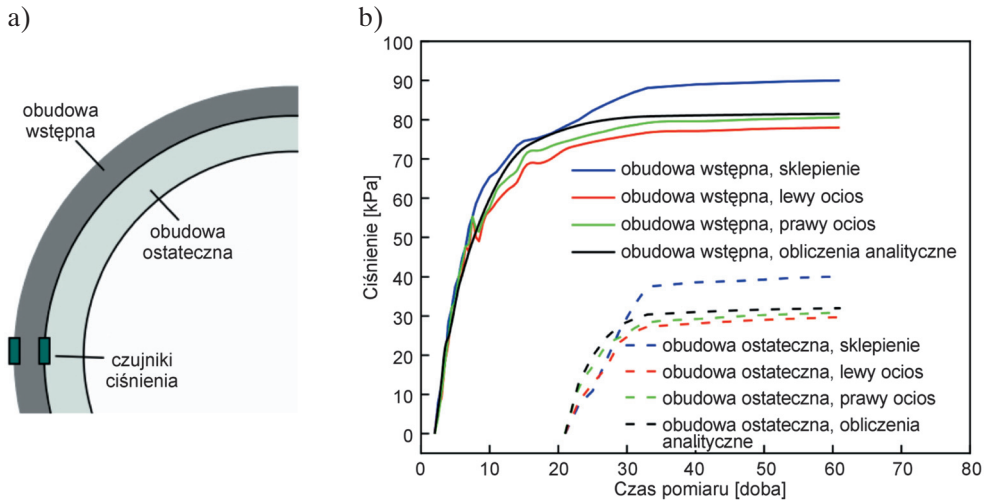 a)
obudowa
wstępna
obudowa
ostateczna
czujniki
ciśnienia
b)
Ciśnienie [kPa]
100
90
80
70
60
50
40
30
20
10
0
obudowa wstępna, sklepienie
obudowa wstępna, lewy ocios
obudowa wstępna, prawy ocios
obudowa wstępna, obliczenia analityczne
obudowa ostateczna, sklepienie
obudowa ostateczna, lewy ocios
obudowa ostateczna, prawy ocios
obudowa ostateczna, obliczenia
analityczne
0 10 20 30 40 50 60 70 80
Czas pomiaru [doba]